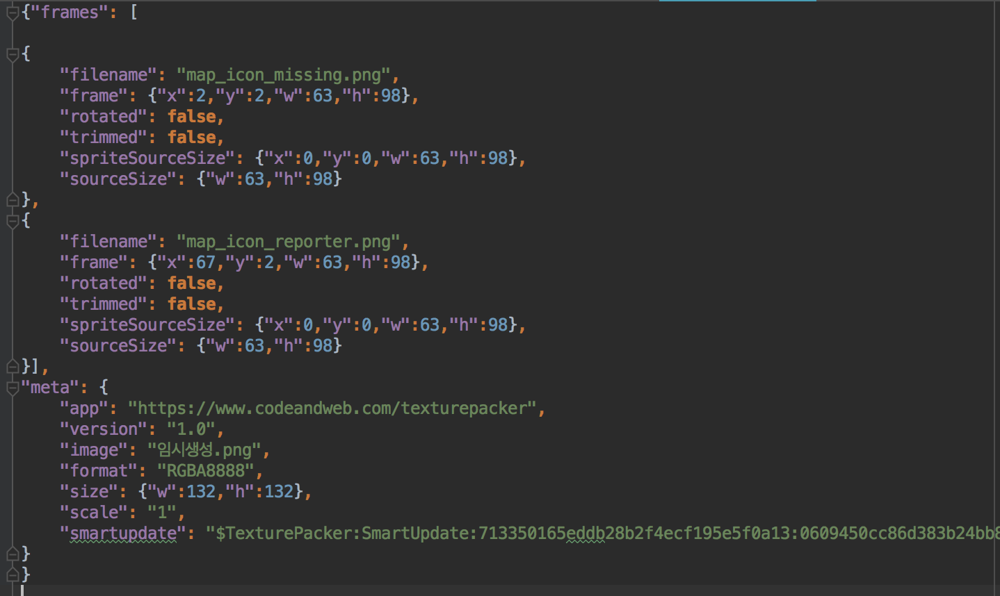 {"frames": [
{
"filename": "map_icon_missing.png",
"frame": {"x":2,"y":2,"w":63,"h":98},
"rotated": false,
"trimmed": false,
"spriteSourceSize": {"x":0,"y":0,"w":63,"h":98},
"sourceSize": {"w":63,"h":98}
},
{
"filename": "map_icon_reporter.png",
"frame": {"x":67,"y":2,"w":63,"h":98},
"rotated": false,
"trimmed": false,
"spriteSourceSize": {"x":0,"y":0,"w":63,"h":98},
"sourceSize": {"w":63,"h":98}
}],
"meta": {
"app": "https://www.codeandweb.com/texturepacker",
"version": "1.0",
"image": "임시생성.png",
"format": "RGBA8888",
"size": {"w":132,"h":132},
"scale": "1",
"smartupdate": "$TexturePacker:SmartUpdate:713350165eddb28b2f4ecf195e5f0a13:0609450cc86d383b24bb8
}
}